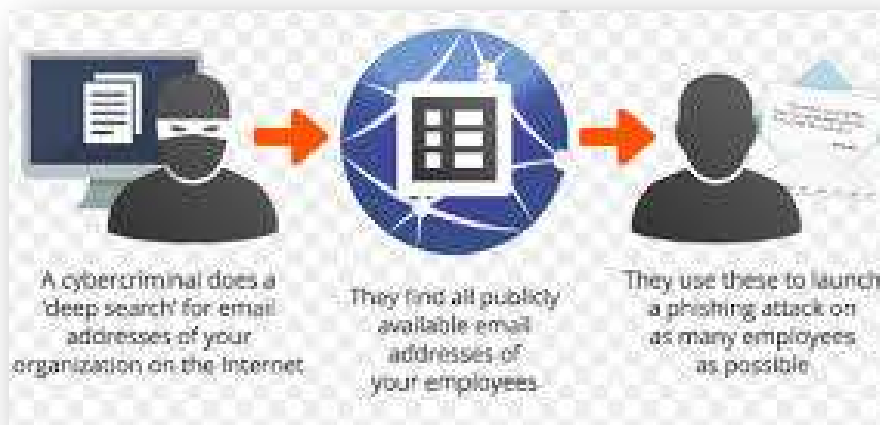 A cybercriminal does a
'deep search' for email
addresses of your
organization on the Internet
They find all publicly
available email
addresses of
your employees
They use these to launch
a phishing attack on
as many employees
as possible